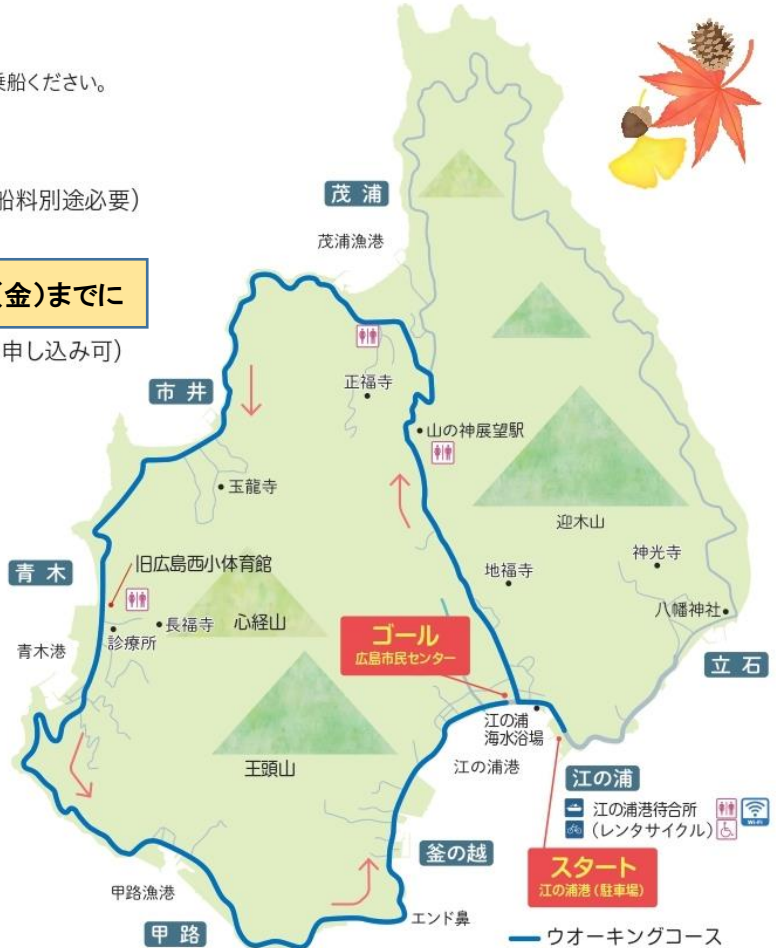 乗船ください。
船料別途必要）
（金）までに
申し込み可）
茂 浦
茂浦漁港
正福寺
市 井
山の神展望駅
玉龍寺
迎木山
青 木
旧広島西小体育館
地福寺
神光寺
八幡神社
長福寺
心経山
診療所
青木港
ゴール
広島市民センター
立 石
江の浦
海水浴場
江の浦港
王頭山
江の浦
江の浦港待合所
Wi-Fi
（レンタサイクル）
釜の越
スタート
江の浦港（駐車場）
甲路漁港
エンド鼻
甲 路
ウオーキングコース